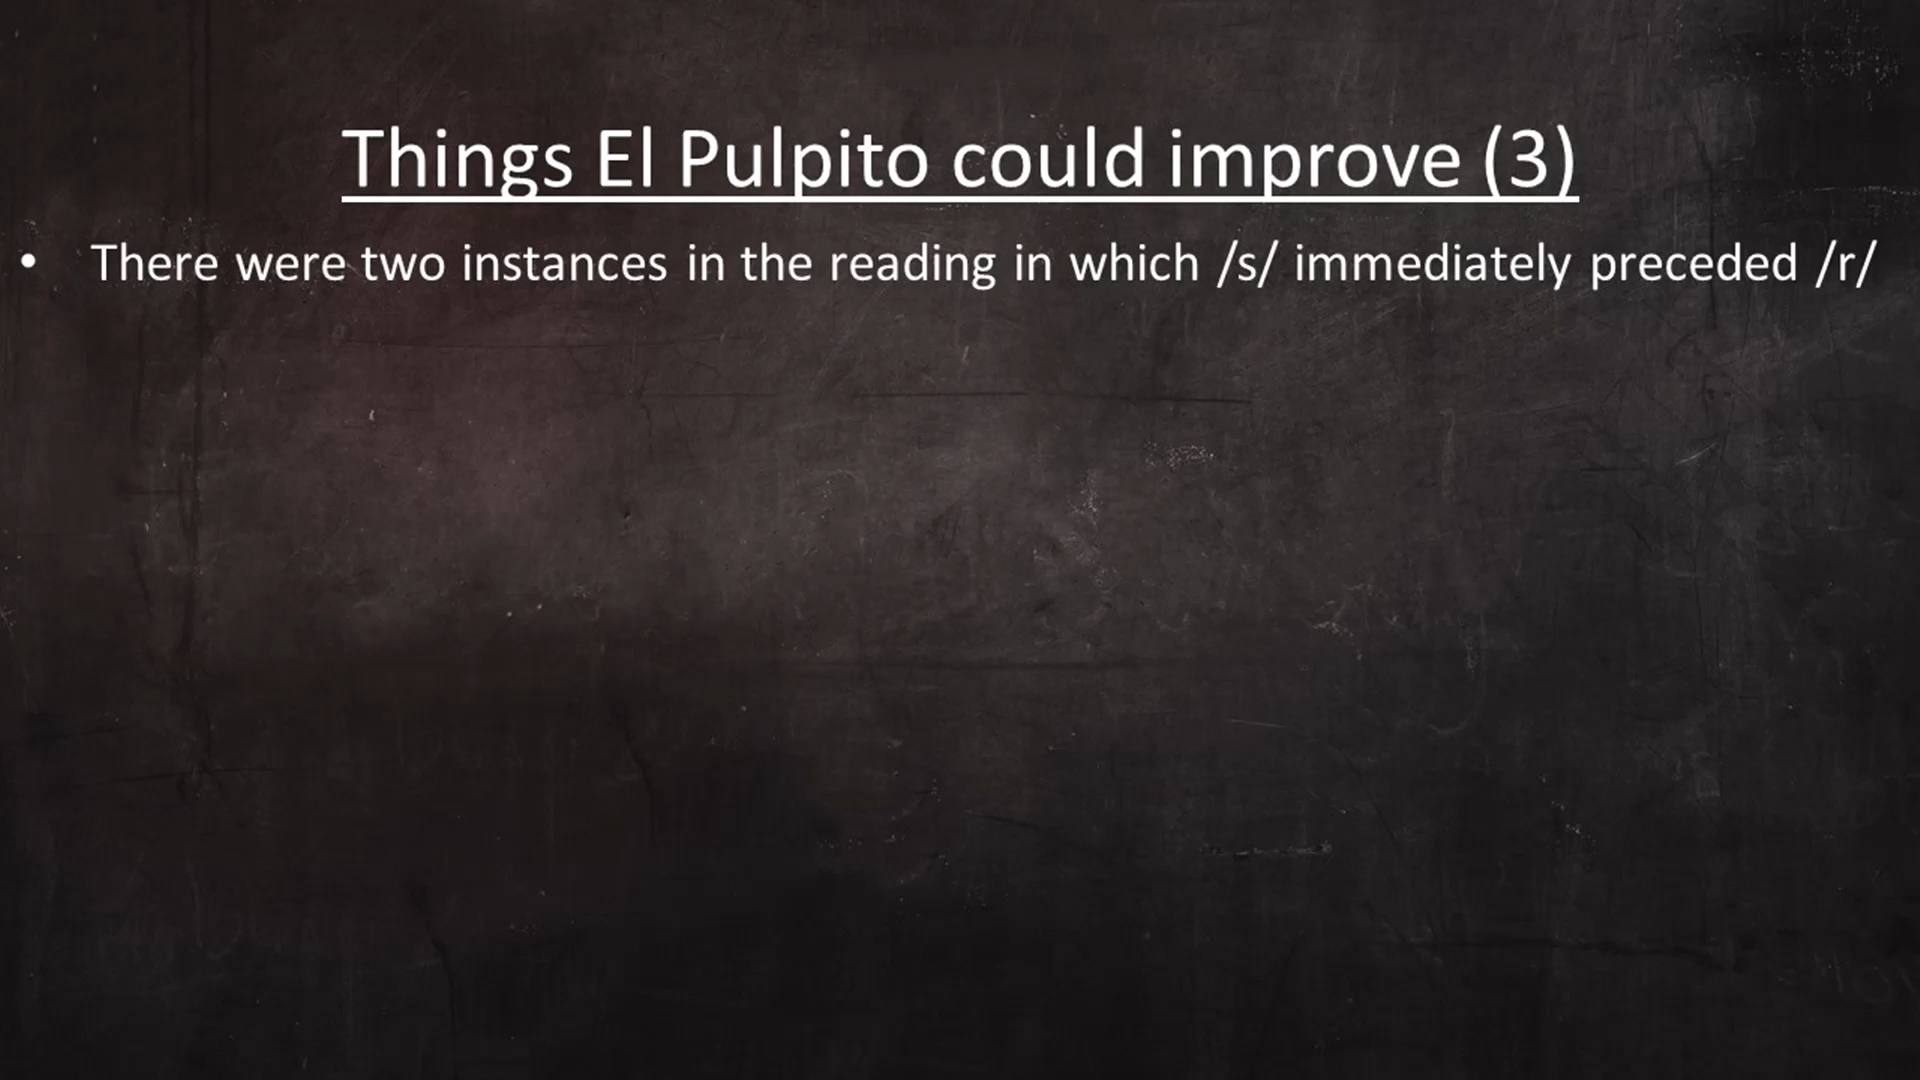 Things El Pulpito could improve (3)
• There were two instances in the reading in which /s/ immediately preceded /r/